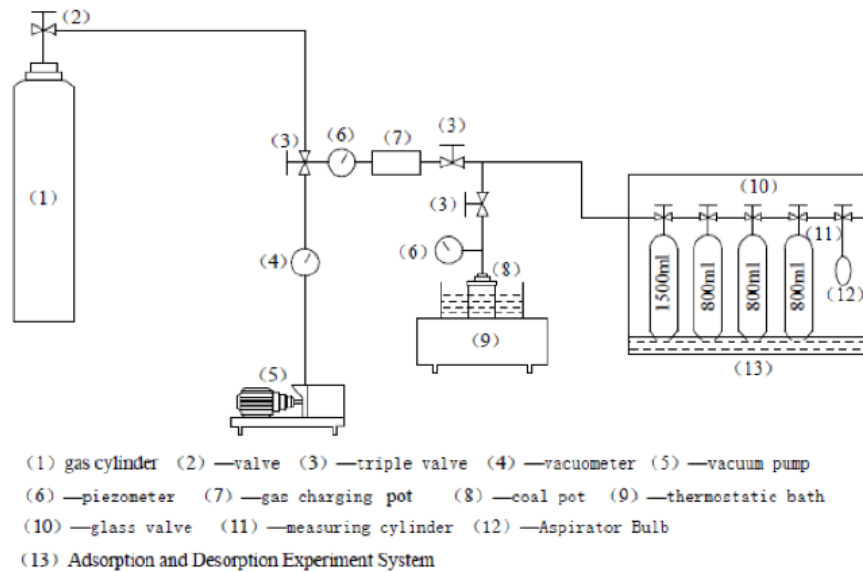 (2)
(3)
(6)
(7)
(3)
(10)
(1)
(3)
(11)
(4)
(6)
(8)
(12)
1500ml
800ml
800ml
800ml
(9)
(5)
(13)
(1) gas cylinder (2) —valve (3) —triple valve (4) —vacuometer (5) —vacuum pump
(6) —piezometer (7) —gas charging pot (8) —coal pot (9) —thermostatic bath
(10) —glass valve (11) —measuring cylinder (12) —Aspirator Bulb
(13) Adsorption and Desorption Experiment System